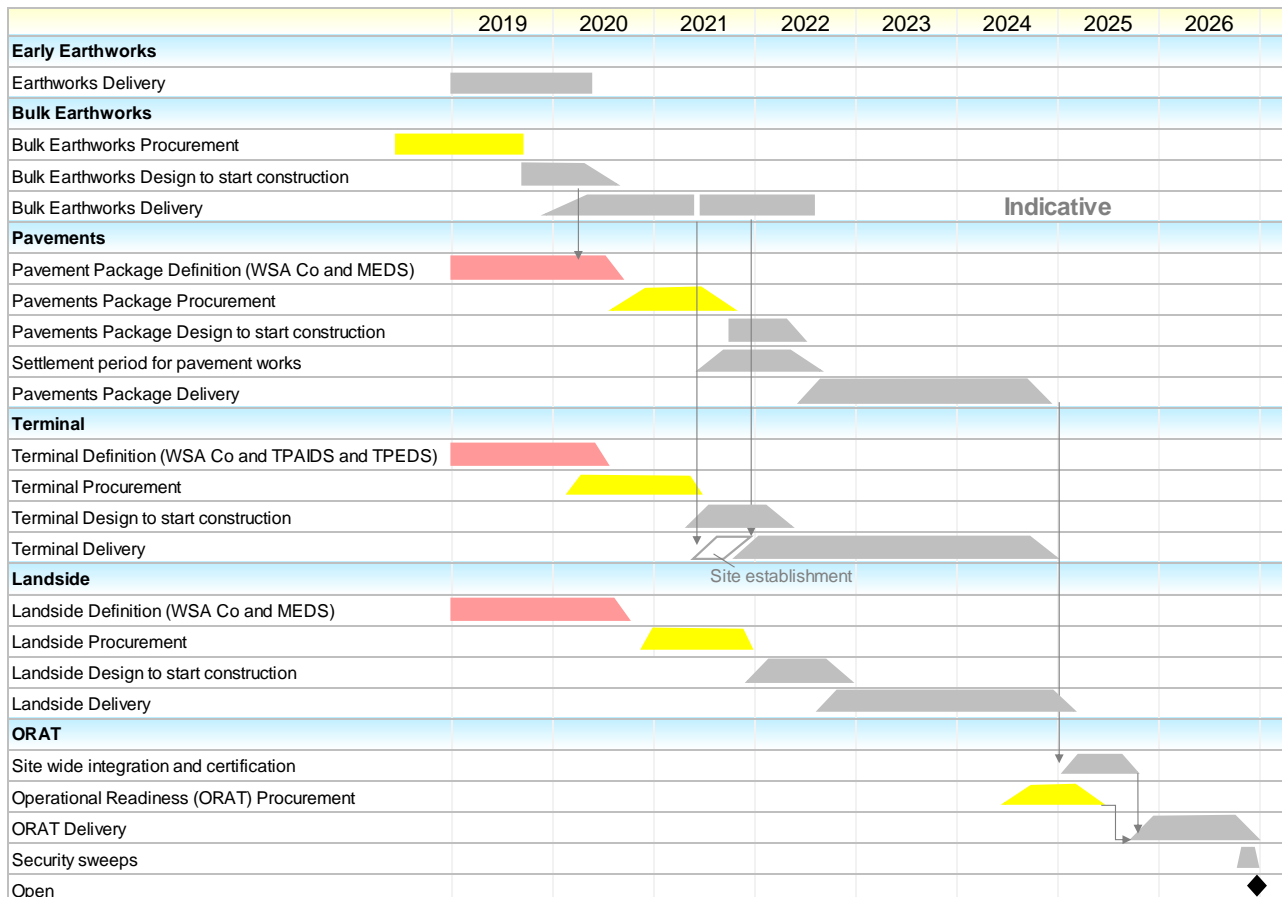 2019 2020 2021 2022 2023 2024 2025 2026
Early Earthworks
Earthworks Delivery
Bulk Earthworks
Bulk Earthworks Procurement
Bulk Earthworks Design to start construction
Bulk Earthworks Delivery
Indicative
Pavements
Pavement Package Definition (WSA Co and MEDS)
Pavements Package Procurement
Pavements Package Design to start construction
Settlement period for pavement works
Pavements Package Delivery
Terminal
Terminal Definition (WSA Co and TPAIDS and TPEDS)
Terminal Procurement
Terminal Design to start construction
Terminal Delivery
Site establishment
Landside
Landside Definition (WSA Co and MEDS)
Landside Procurement
Landside Design to start construction
Landside Delivery
ORAT
Site wide integration and certification
Operational Readiness (ORAT) Procurement
ORAT Delivery
Security sweeps
Open